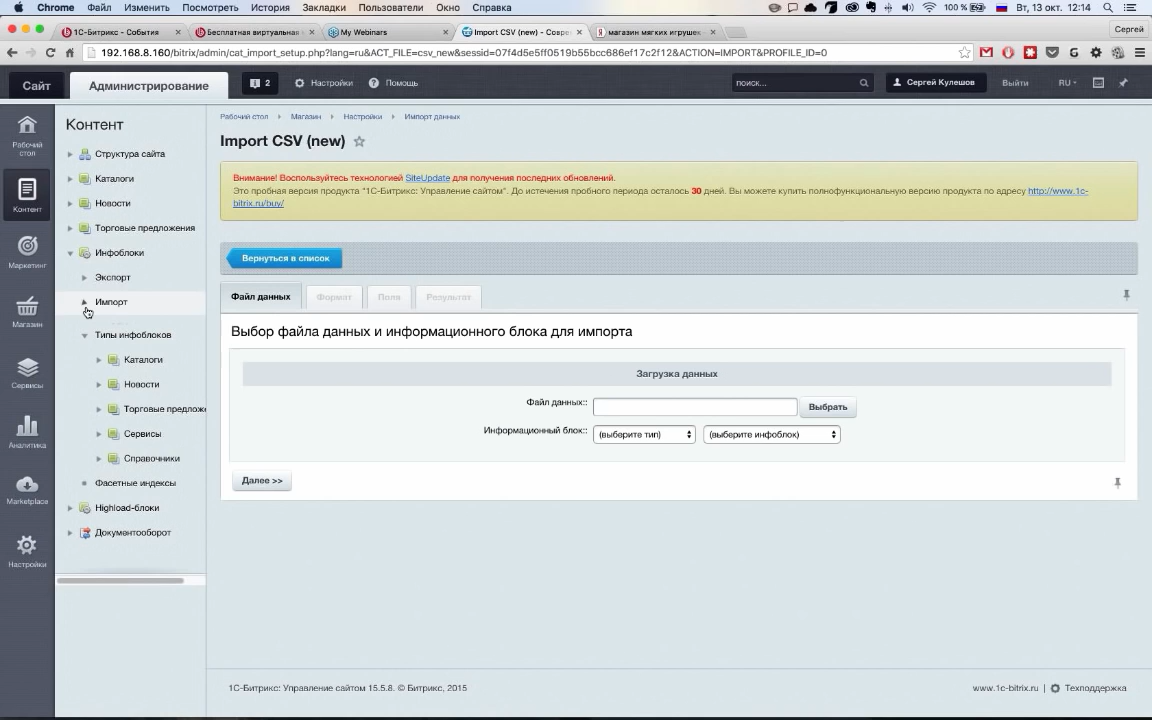 Chrome Файл Изменить Посмотреть История Закладки Пользователи Окно Справка 100 % Вт, 13 окт. 12:14
1С-Битрикс - События
Бесплатная виртуальная
My Webinars
Import CSV (new) - Совре
магазин мягких игрушек
Сергей
192.168.8.160/bitrix/admin/cat_import_setup.php?lang=ru&ACT_FILE=csv_new&sessid=07f4d5e5ff0519b55bcc686ef17c2f12&ACTION=IMPORT&PROFILE_ID=0
Сайт
Администрирование
2
Настройки
Помощь
поиск...
Сергей Кулешов
Выйти
RU
Рабочий стол
Контент
Маркетинг
Магазин
Сервисы
Аналитика
Marketplace
Настройки
Контент
Структура сайта
Каталоги
Новости
Торговые предложения
Инфоблоки
Экспорт
Импорт
Типы инфоблоков
Каталоги
Новости
Торговые предложе
Сервисы
Справочники
Фасетные индексы
Highload-блоки
Документооборот
Рабочий стол Магазин Настройки Импорт данных
Import CSV (new)
Внимание! Воспользуйтесь технологией SiteUpdate для получения последних обновлений.
Это пробная версия продукта "1С-Битрикс: Управление сайтом". До истечения пробного периода осталось 30 дней. Вы можете купить полнофункциональную версию продукта по адресу http://www.1c-
bitrix.ru/buy/
Вернуться в список
Файл данных
Формат
Поля
Результат
Выбор файла данных и информационного блока для импорта
Загрузка данных
Файл данных::
Выбрать
Информационный блок::
(выберите тип)
(выберите инфоблок)
Далее >>
1С-Битрикс: Управление сайтом 15.5.8. © Битрикс, 2015
www.1c-bitrix.ru | Техподдержка